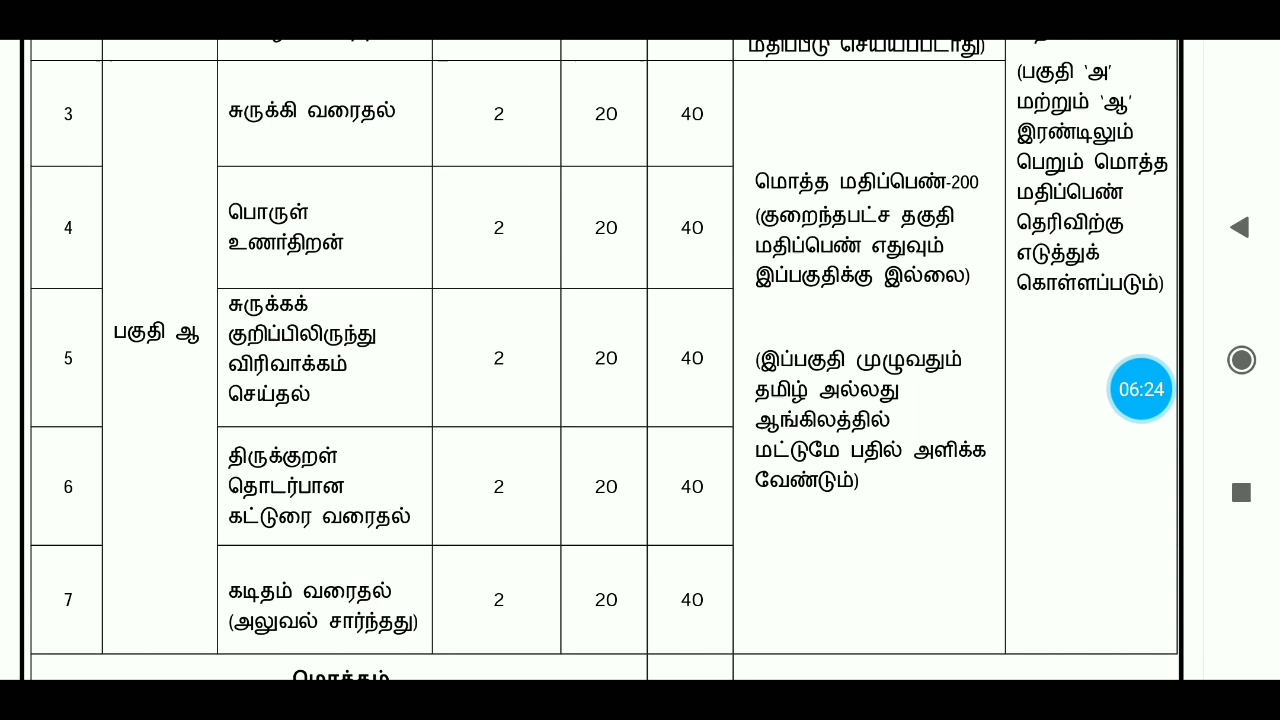 மதிப்பீடு செய்யப்படாது)
3
சுருக்கி வரைதல்
2
20
40
4
பொருள்
உணர்திறன்
2
20
40
பகுதி ஆ
5
சுருக்கக்
குறிப்பிலிருந்து
விரிவாக்கம்
செய்தல்
2
20
40
6
திருக்குறள்
தொடர்பான
கட்டுரை வரைதல்
2
20
40
7
கடிதம் வரைதல்
(அலுவல் சார்ந்தது)
2
20
40
மொத்த மதிப்பெண்-200
(குறைந்தபட்ச தகுதி
மதிப்பெண் எதுவும்
இப்பகுதிக்கு இல்லை)
(இப்பகுதி முழுவதும்
தமிழ் அல்லது
ஆங்கிலத்தில்
மட்டுமே பதில் அளிக்க
வேண்டும்)
(பகுதி 'அ'
மற்றும் 'ஆ'
இரண்டிலும்
பெறும் மொத்த
மதிப்பெண்
தெரிவிற்கு
எடுத்துக்
கொள்ளப்படும்)
06:24
மொத்தம்